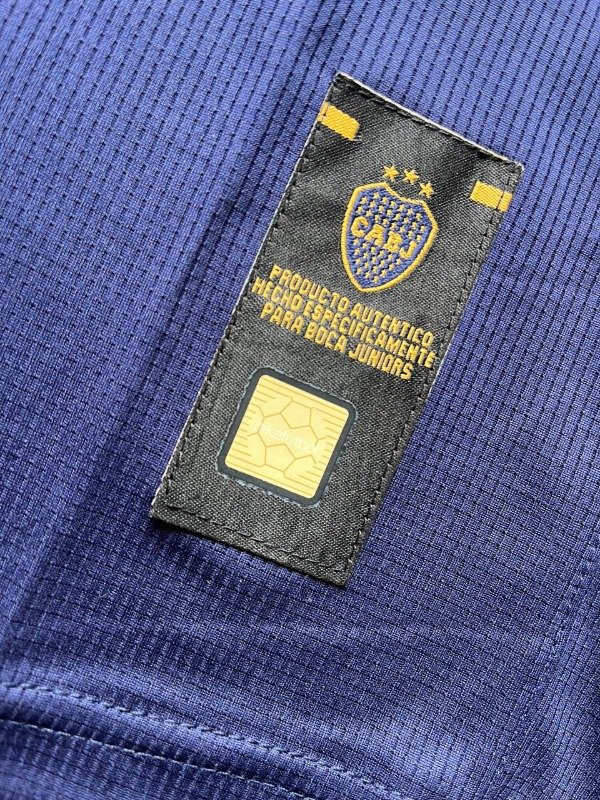 CABJ
PRODUCTO AUTENTICO
HECHO ESPECIFICAMENTE
PARA BOCA JUNIORS